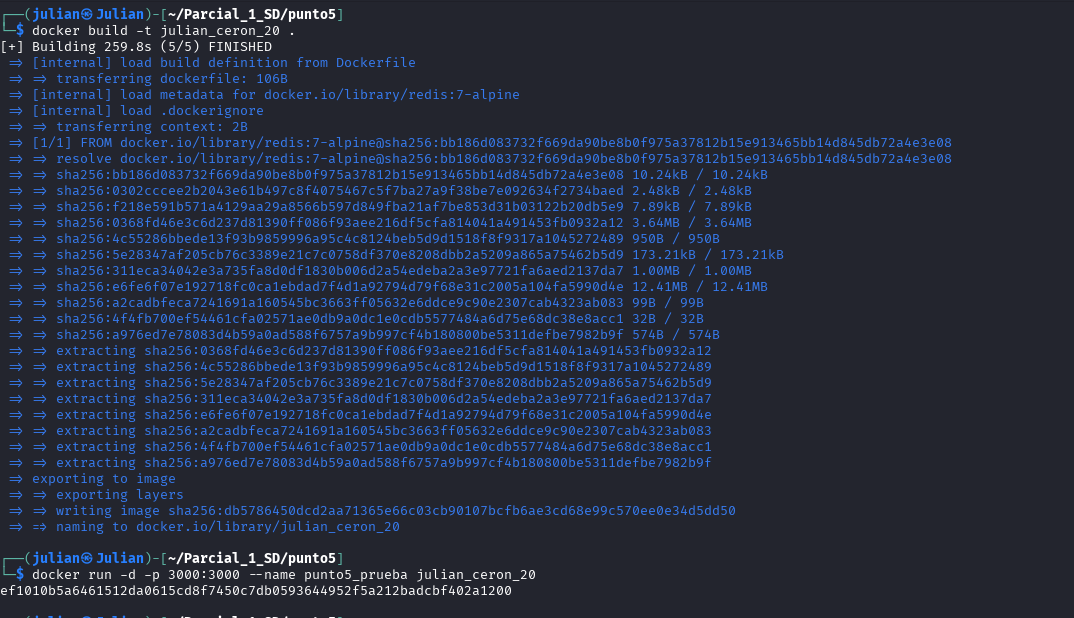 ┌──(julian㉿Julian)-[~/Parcial_1_SD/punto5]
└─$ docker build -t julian_ceron_20 .
[+] Building 259.8s (5/5) FINISHED
 => [internal] load build definition from Dockerfile
 => => transferring dockerfile: 106B
 => [internal] load metadata for docker.io/library/redis:7-alpine
 => [internal] load .dockerignore
 => => transferring context: 2B
 => [1/1] FROM docker.io/library/redis:7-alpine@sha256:bb186d083732f669da90be8b0f975a37812b15e913465bb14d845db72a4e3e08
 => => resolve docker.io/library/redis:7-alpine@sha256:bb186d083732f669da90be8b0f975a37812b15e913465bb14d845db72a4e3e08
 => => sha256:bb186d083732f669da90be8b0f975a37812b15e913465bb14d845db72a4e3e08 10.24kB / 10.24kB
 => => sha256:0302cccee2b2043e61b497c8f4075467c5f7ba27a9f38be7e092634f2734baed 2.48kB / 2.48kB
 => => sha256:f218e591b571a4129aa29a8566b597d849fba21af7be853d31b03122b20db5e9 7.89kB / 7.89kB
 => => sha256:0368fd46e3c6d237d81390ff086f93aee216df5cfa814041a491453fb0932a12 3.64MB / 3.64MB
 => => sha256:4c55286bbede13f93b9859996a95c4c8124beb5d9d1518f8f9317a1045272489 950B / 950B
 => => sha256:5e28347af205cb76c3389e21c7c0758df370e8208dbb2a5209a865a75462b5d9 173.21kB / 173.21kB
 => => sha256:311eca34042e3a735fa8d0df1830b006d2a54edeba2a3e97721fa6aed2137da7 1.00MB / 1.00MB
 => => sha256:e6fe6f07e192718fc0ca1ebdad7f4d1a92794d79f68e31c2005a104fa5990d4e 12.41MB / 12.41MB
 => => sha256:a2cadbfeca7241691a160545bc3663ff05632e6ddce9c90e2307cab4323ab083 99B / 99B
 => => sha256:4f4fb700ef54461cfa02571ae0db9a0dc1e0cdb5577484a6d75e68dc38e8acc1 32B / 32B
 => => sha256:a976ed7e78083d4b59a0ad588f6757a9b997cf4b180800be5311defbe7982b9f 574B / 574B
 => => extracting sha256:0368fd46e3c6d237d81390ff086f93aee216df5cfa814041a491453fb0932a12
 => => extracting sha256:4c55286bbede13f93b9859996a95c4c8124beb5d9d1518f8f9317a1045272489
 => => extracting sha256:5e28347af205cb76c3389e21c7c0758df370e8208dbb2a5209a865a75462b5d9
 => => extracting sha256:311eca34042e3a735fa8d0df1830b006d2a54edeba2a3e97721fa6aed2137da7
 => => extracting sha256:e6fe6f07e192718fc0ca1ebdad7f4d1a92794d79f68e31c2005a104fa5990d4e
 => => extracting sha256:a2cadbfeca7241691a160545bc3663ff05632e6ddce9c90e2307cab4323ab083
 => => extracting sha256:4f4fb700ef54461cfa02571ae0db9a0dc1e0cdb5577484a6d75e68dc38e8acc1
 => => extracting sha256:a976ed7e78083d4b59a0ad588f6757a9b997cf4b180800be5311defbe7982b9f
 => exporting to image
 => => exporting layers
 => => writing image sha256:db5786450dcd2aa71365e66c03cb90107bcfb6ae3cd68e99c570ee0e34d5dd50
 => => naming to docker.io/library/julian_ceron_20
┌──(julian㉿Julian)-[~/Parcial_1_SD/punto5]
└─$ docker run -d -p 3000:3000 --name punto5_prueba julian_ceron_20
ef1010b5a6461512da0615cd8f7450c7db0593644952f5a212badcbf402a1200